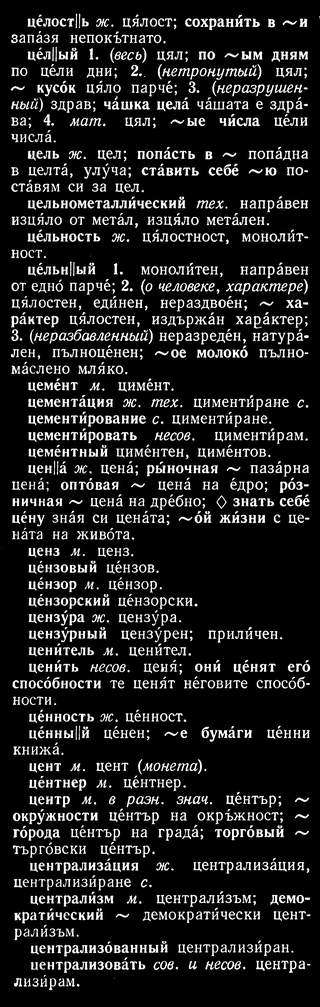 це́лост||ь ж. ця́лост; сохрани́ть в ~и
запа́зя непокъ́тнато.
це́л||ый 1. (весь) цял; по ~ым дням
по це́ли дни; 2. (нетронутый) цял;
~ кусо́к ця́ло парче́; 3. (неразрушен-
ный) здрав; ча́шка цела́ ча́шата е здра́-
ва; 4. мат. цял; ~ые чи́сла це́ли
числа́.
цель ж. цел; попа́сть в ~ попа́дна
в целта́, улу́ча; ста́вить себе́ ~ю по-
ста́вям си за цел.
цельнометалли́ческий тех. напра́вен
изця́ло от мета́л, изця́ло мета́лен.
це́льность ж. ця́лостност, моноли́т-
ност.
це́льн||ый 1. моноли́тен, напра́вен
от едно́ парче́; 2. (о человеке, характере)
ця́лостен, еди́нен, нераздво́ен; ~ ха-
ра́ктер ця́лостен, издържа́н хара́ктер;
3. (неразбавленный) неразреде́н, натура́-
лен, пълноце́нен; ~ое молоко́ пълно-
ма́слено мля́ко.
цеме́нт м. циме́нт.
цемента́ция ж. тех. цименти́ране с.
цементи́рование с. цименти́ране.
цементи́ровать несов. цименти́рам.
цеме́нтный циме́нтен, циме́нтов.
цен||а́ ж. цена́; ры́ночная ~ паза́рна
цена́; опто́вая ~ цена́ на е́дро; ро́з-
ничная ~ цена́ на дре́бно; ◊ знать себе́
це́ну зна́я си цена́та; ~о́й жи́зни с це-
на́та на живо́та.
ценз м. ценз.
це́нзовый це́нзов.
це́нзор м. це́нзор.
це́нзорский це́нзорски.
цензу́ра ж. цензу́ра.
цензу́рный цензу́рен; прили́чен.
цени́тель м. цени́тел.
цени́ть несов. ценя́; они́ це́нят его́
спосо́бности те ценя́т не́говите спосо́б-
ности.
це́нность ж. це́нност.
це́нны||й це́нен; ~е бума́ги це́нни
книжа́.
цент м. цент (монета).
це́нтнер м. це́нтнер.
центр м. в разн. знач. це́нтър; ~
окру́жности це́нтър на окръ́жност; ~
го́рода це́нтър на града́; торго́вый ~
търго́вски це́нтър.
централиза́ция ж. централиза́ция,
централизи́ране с.
централи́зм м. централи́зъм; демо-
крати́ческий ~ демократи́чески цент-
рали́зъм.
централизо́ванный централизи́ран.
централизова́ть сов. и несов. центра-
лизи́рам.